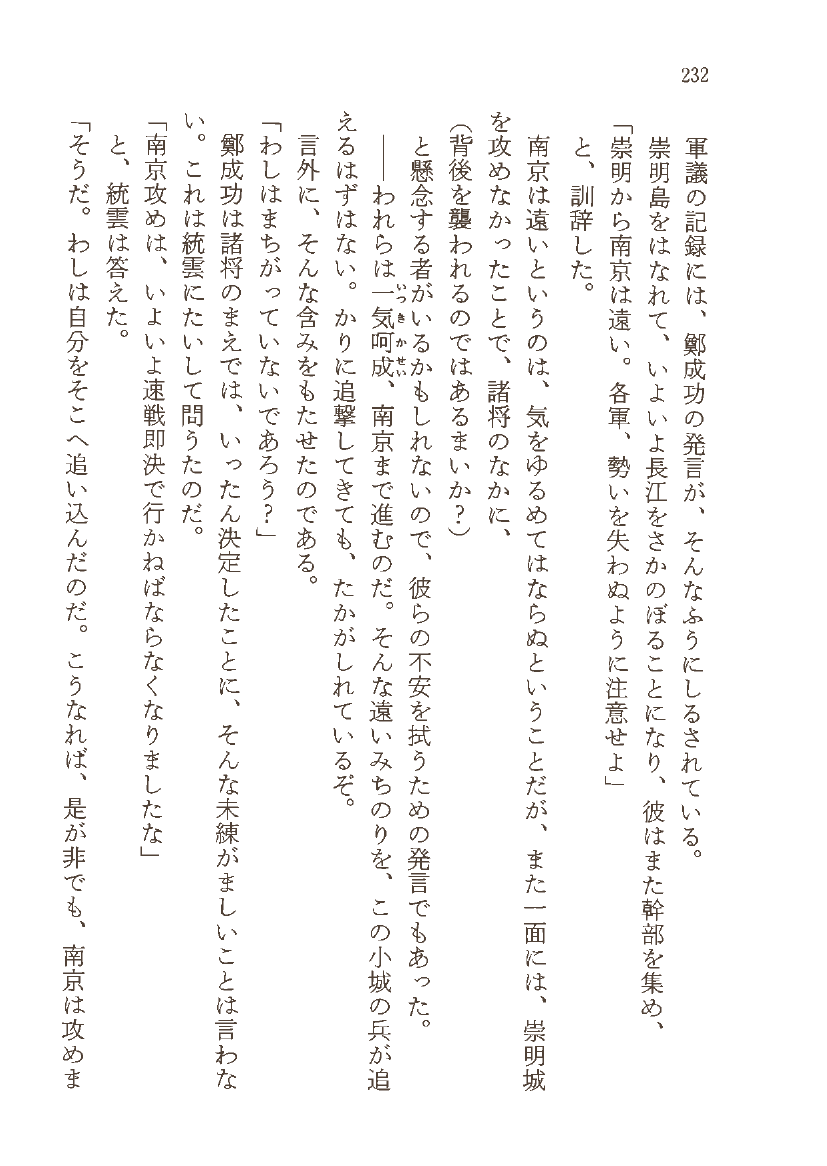 232
軍議の記録には、鄭成功の発言が、そんなふうにしるされている。
崇明島をはなれて、いよいよ長江をさかのぼることになり、彼はまた幹部を集め、
「崇明から南京は遠い。各軍、勢いを失わぬように注意せよ」
と、訓辞した。
南京は遠いというのは、気をゆるめてはならぬということだが、また一面には、崇明城
を攻めなかったことで、諸将のなかに、
(背後を襲われるのではあるまいか?)
と懸念する者がいるかもしれないので、彼らの不安を拭うための発言でもあった。
――われらは一気呵成、南京まで進むのだ。そんな遠いみちのりを、この小城の兵が追
いっきかせい
えるはずはない。かりに追撃してきても、たかがしれているぞ。
言外に、そんな含みをもたせたのである。
「わしはまちがっていないであろう?」
鄭成功は諸将のまえでは、いったん決定したことに、そんな未練がましいことは言わな
い。これは統雲にたいして問うたのだ。
「南京攻めは、いよいよ速戦即決で行かねばならなくなりましたな」
と、統雲は答えた。
「そうだ。わしは自分をそこへ追い込んだのだ。こうなれば、是が非でも、南京は攻めま